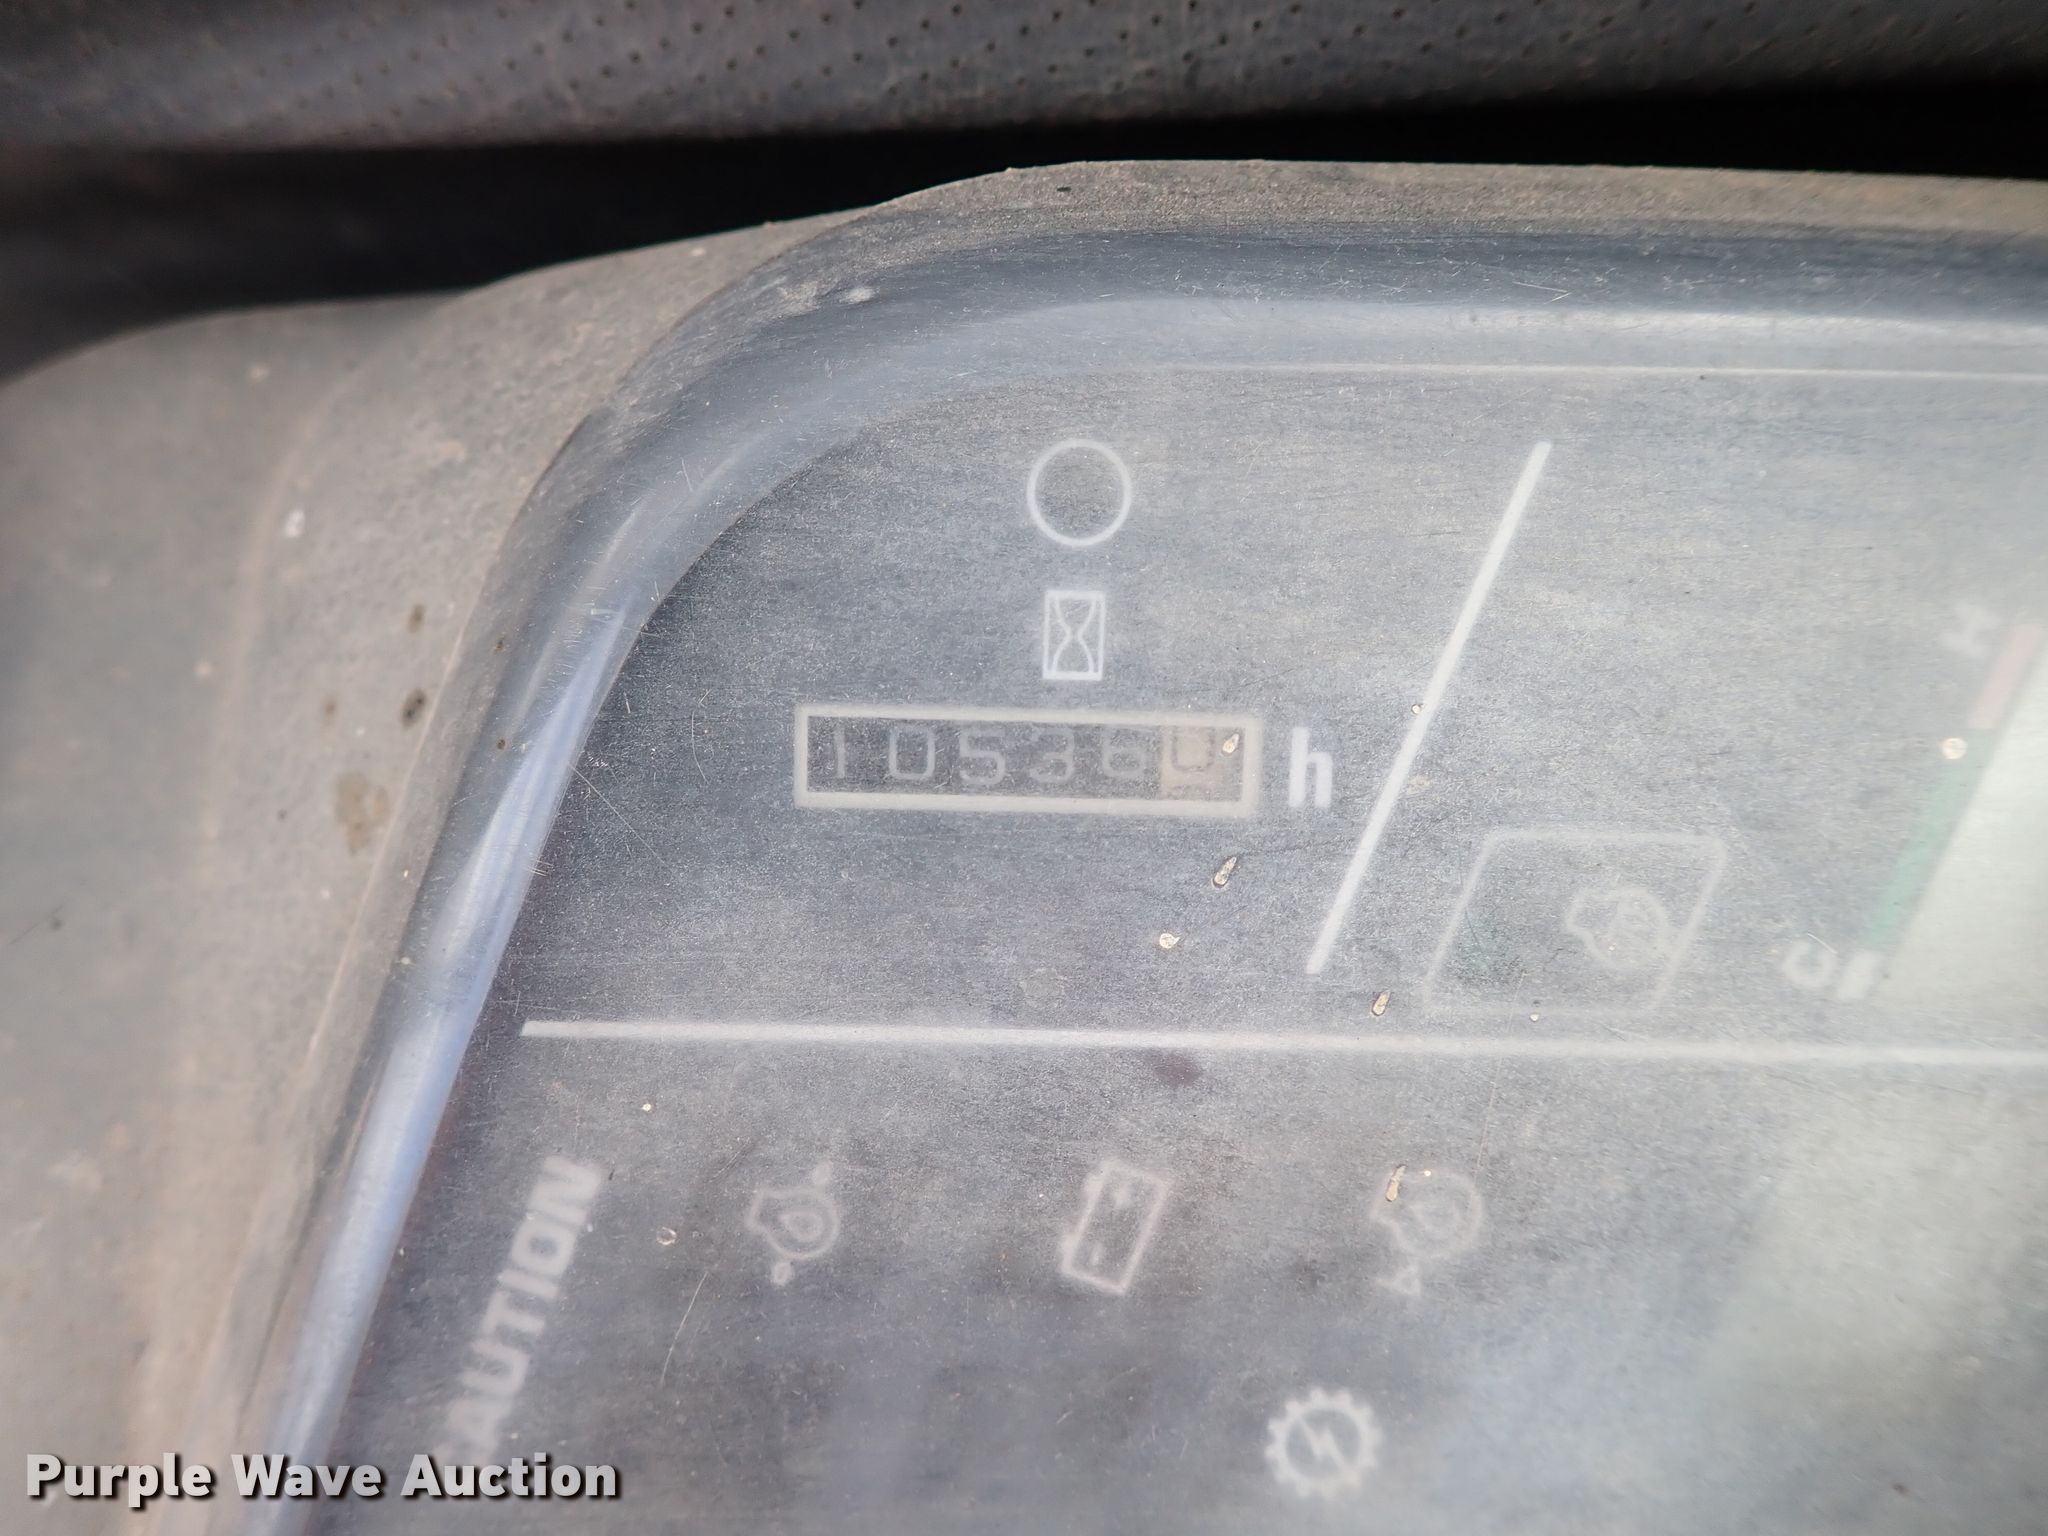 105360 h
H
C
CAUTION
Purple Wave Auction